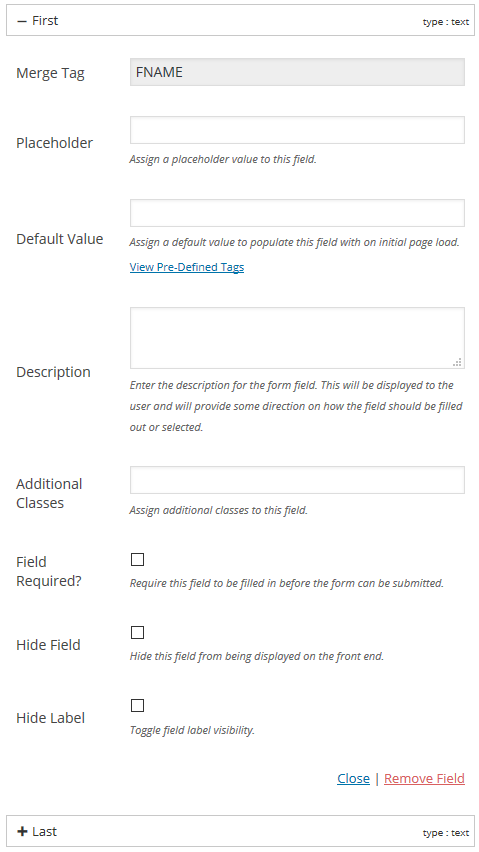 First type : text
Merge Tag FNAME
Placeholder
Assign a placeholder value to this field.
Default Value
Assign a default value to populate this field with on initial page load.
View Pre-Defined Tags
Description
Enter the description for the form field. This will be displayed to the
user and will provide some direction on how the field should be filled
out or selected.
Additional
Classes
Assign additional classes to this field.
Field
Required?
Require this field to be filled in before the form can be submitted.
Hide Field
Hide this field from being displayed on the front end.
Hide Label
Toggle field label visibility.
Close | Remove Field
Last type : text